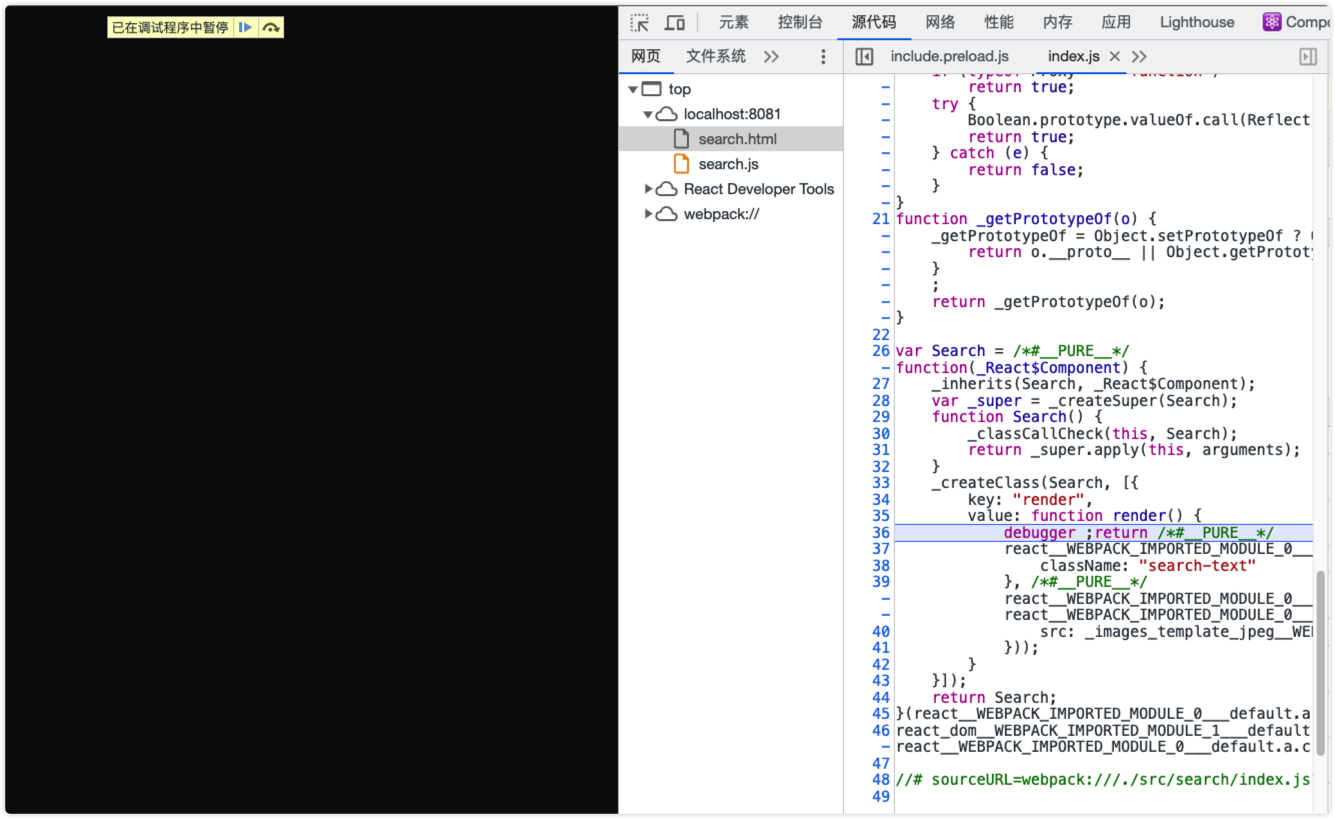 已在调试程序中暂停
元素 控制台 源代码 网络 性能 内存 应用 Lighthouse Compo
网页 文件系统
include.preload.js index.js
top
localhost:8081
search.html
search.js
React Developer Tools
webpack://
return true;
- try {
- Boolean.prototype.valueOf.call(Reflect
- return true;
- } catch (e) {
- return false;
- }
- }
21 function _getPrototypeOf(o) {
- _getPrototypeOf = Object.setPrototypeOf ?
- return o.__proto__ || Object.getPrototy
- }
- ;
- return _getPrototypeOf(o);
- }
22
26 var Search = /*#__PURE__*/
- function(_React$Component) {
27 _inherits(Search, _React$Component);
28 var _super = _createSuper(Search);
29 function Search() {
30 _classCallCheck(this, Search);
31 return _super.apply(this, arguments);
32 }
33 _createClass(Search, [{
34 key: "render",
35 value: function render() {
36 debugger ;return /*#__PURE__*/
37 react__WEBPACK_IMPORTED_MODULE_0___
38 className: "search-text"
39 }, /*#__PURE__*/
- react__WEBPACK_IMPORTED_MODULE_0___
- react__WEBPACK_IMPORTED_MODULE_0___
40 src: _images_template_jpeg__WE
41 }));
42 }
43 }]);
44 return Search;
45 }(react__WEBPACK_IMPORTED_MODULE_0___default.a
46 react_dom__WEBPACK_IMPORTED_MODULE_1___default
- react__WEBPACK_IMPORTED_MODULE_0___default.a.c
47
48 //# sourceURL=webpack:///./src/search/index.js
49